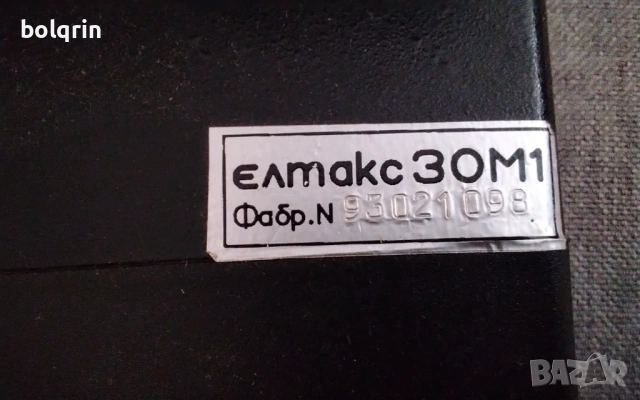 bolqrin
Елтакс 30М1
Фабр.N 93021098
BAZAR